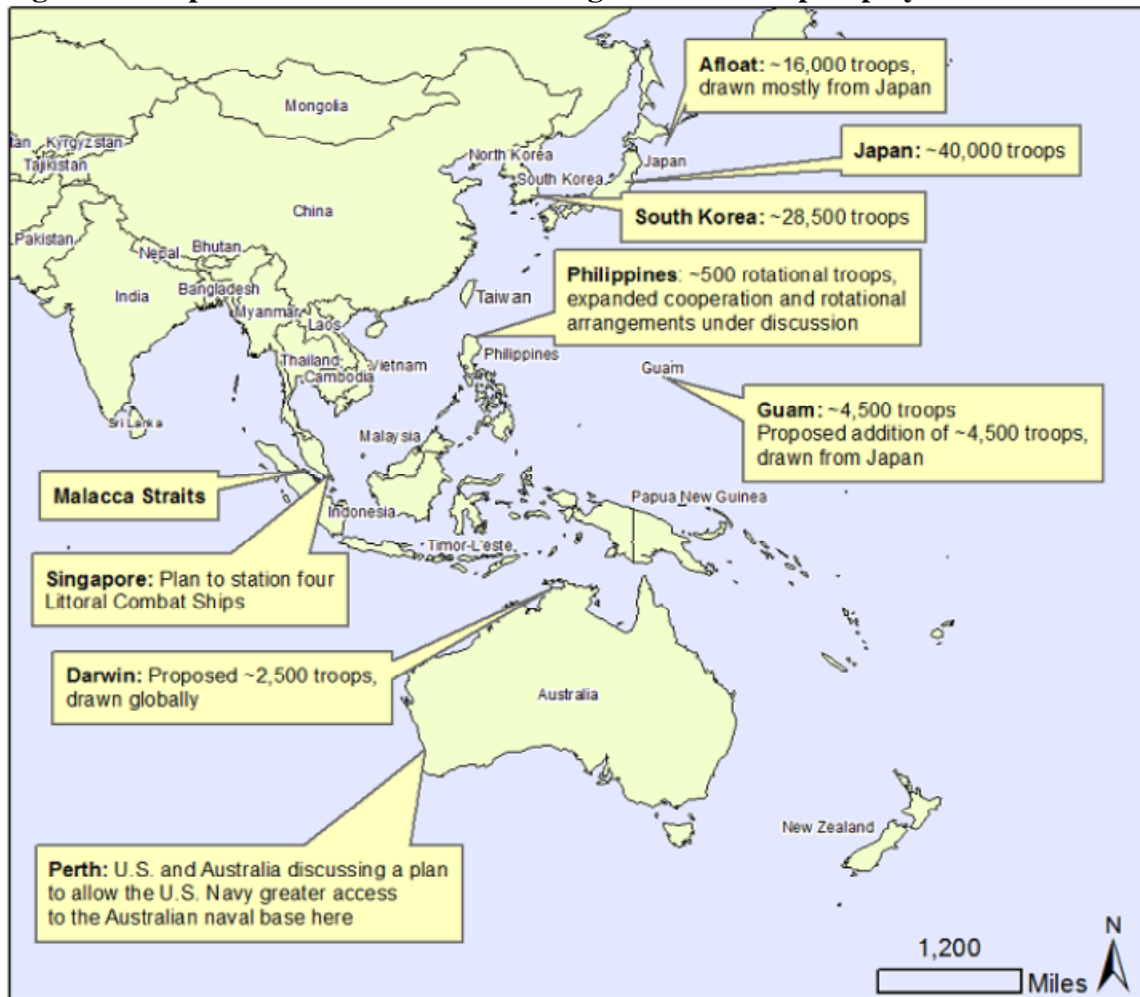 Afloat: ~16,000 troops,
drawn mostly from Japan
Mongolia
tan Kyrgyzstan
Tajikistan
North Korea
Japan
Japan: ~40,000 troops
South Korea
China
South Korea: ~28,500 troops
Pakistan
Nepal
Bhutan
India
Bangladesh
Myanmar
Laos
Taiwan
Philippines: ~500 rotational troops,
expanded cooperation and rotational
arrangements under discussion
Thailand
Vietnam
Cambodia
Philippines
Guam
Sri Lanka
Guam: ~4,500 troops
Proposed addition of ~4,500 troops,
drawn from Japan
Malaysia
Malacca Straits
Indonesia
Papua New Guinea
Timor-L'este
Singapore: Plan to station four
Littoral Combat Ships
Darwin: Proposed ~2,500 troops,
drawn globally
Australia
New Zealand
Perth: U.S. and Australia discussing a plan
to allow the U.S. Navy greater access
to the Australian naval base here
N
1,200
Miles